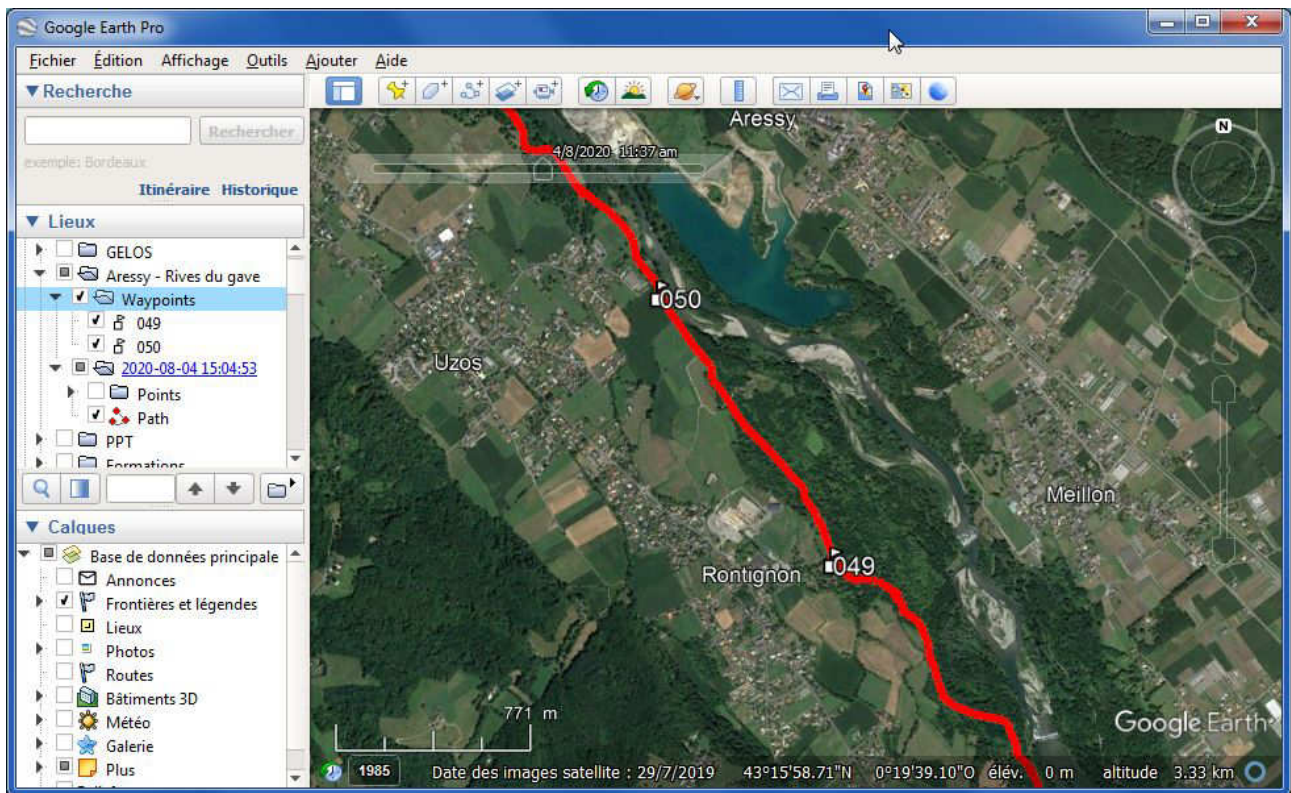 Google Earth Pro
Fichier Édition Affichage Outils Ajouter Aide
Recherche
Rechercher
exemple: Bordeaux
Itinéraire Historique
Lieux
GELOS
Aressy - Rives du gave
Waypoints
049
050
2020-08-04 15:04:53
Points
Path
PPT
Formations
Calques
Base de données principale
Annonces
Frontières et légendes
Lieux
Photos
Routes
Bâtiments 3D
Météo
Galerie
Plus
Aressy
N
4/8/2020 11:37 am
050
Uzos
Meillon
Rontignon
049
771 m
Google Earth
1985
Date des images satellite : 29/7/2019 43°15'58.71"N 0°19'39.10"O élév. 0 m altitude 3.33 km